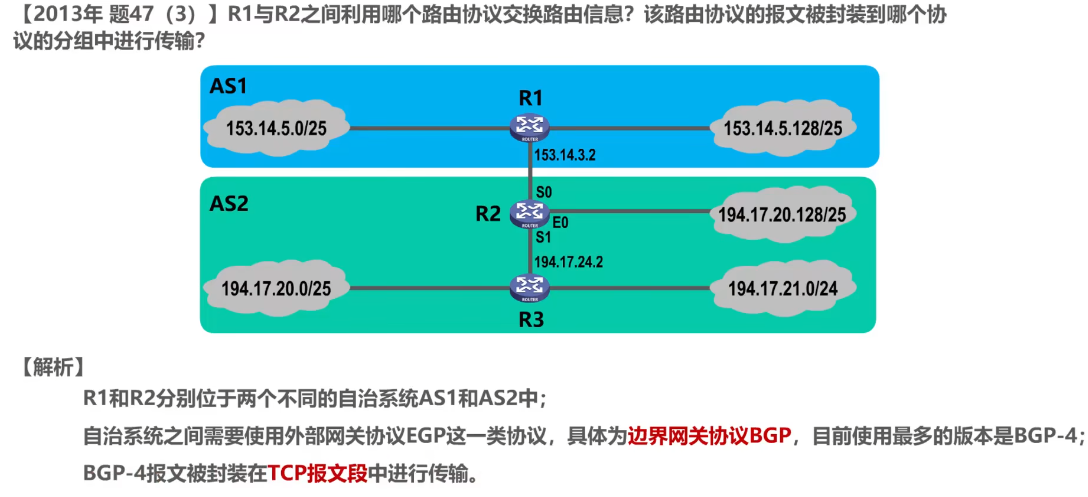 【2013年 题47（3）】R1与R2之间利用哪个路由协议交换路由信息？该路由协议的报文被封装到哪个协
议的分组中进行传输？
AS1
R1
153.14.5.0/25
ROUTER
153.14.5.128/25
153.14.3.2
AS2
S0
R2
ROUTER
E0
194.17.20.128/25
S1
194.17.24.2
194.17.20.0/25
ROUTER
194.17.21.0/24
R3
【解析】
R1和R2分别位于两个不同的自治系统AS1和AS2中；
自治系统之间需要使用外部网关协议EGP这一类协议，具体为边界网关协议BGP，目前使用最多的版本是BGP-4；
BGP-4报文被封装在TCP报文段中进行传输。